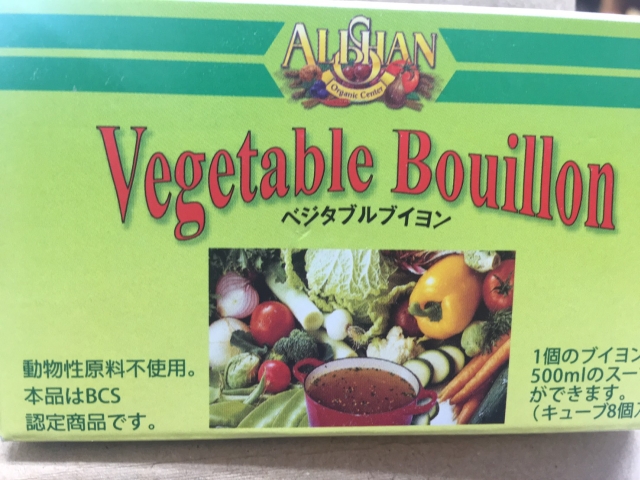 ALISHAN
Organic Center
Vegetable Bouillon
ベジタブルブイヨン
動物性原料不使用。
本品はBCS
認定商品です。
1個のブイヨン
500mlのスー
ができます。
（キューブ8個入